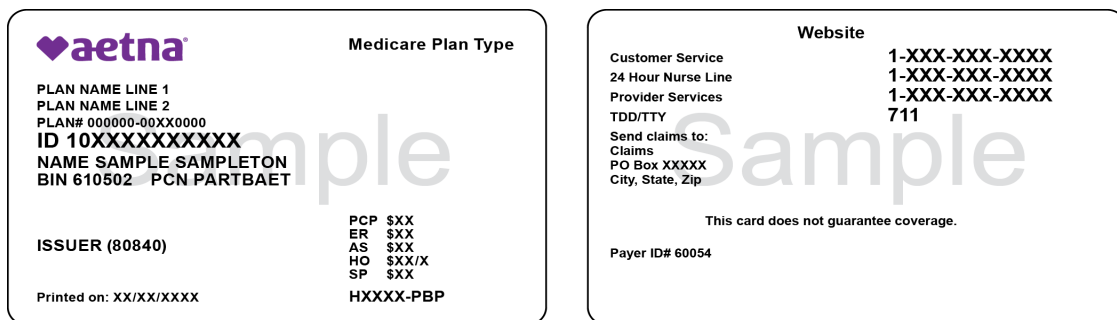 aetna®
Medicare Plan Type
PLAN NAME LINE 1
PLAN NAME LINE 2
PLAN# 000000-00XX0000
ID 10XXXXXXXXXX
NAME SAMPLE SAMPLETON
BIN 610502 PCN PARTBAET
Sample
PCP $XX
ER $XX
AS $XX
HO $XX/X
SP $XX
ISSUER (80840)
Printed on: XX/XX/XXXX
HXXXX-PBP
Website
Customer Service 1-XXX-XXX-XXXX
24 Hour Nurse Line 1-XXX-XXX-XXXX
Provider Services 1-XXX-XXX-XXXX
TDD/TTY 711
Send claims to:
Claims
PO Box XXXXX
City, State, Zip
Sample
This card does not guarantee coverage.
Payer ID# 60054